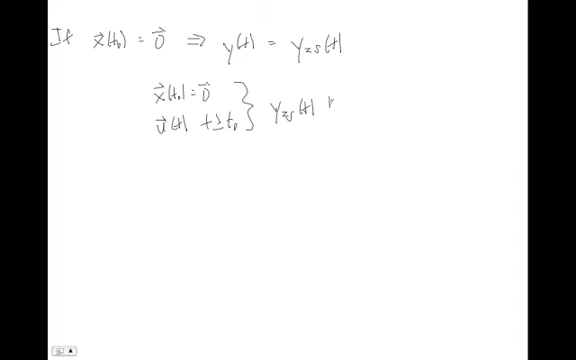 If x⃗(t₀) = 0⃗ ⇒ y(t) = y_zs(t)
x⃗(t₀) = 0⃗
u⃗(t) t ≥ t₀ } y_zs(t)